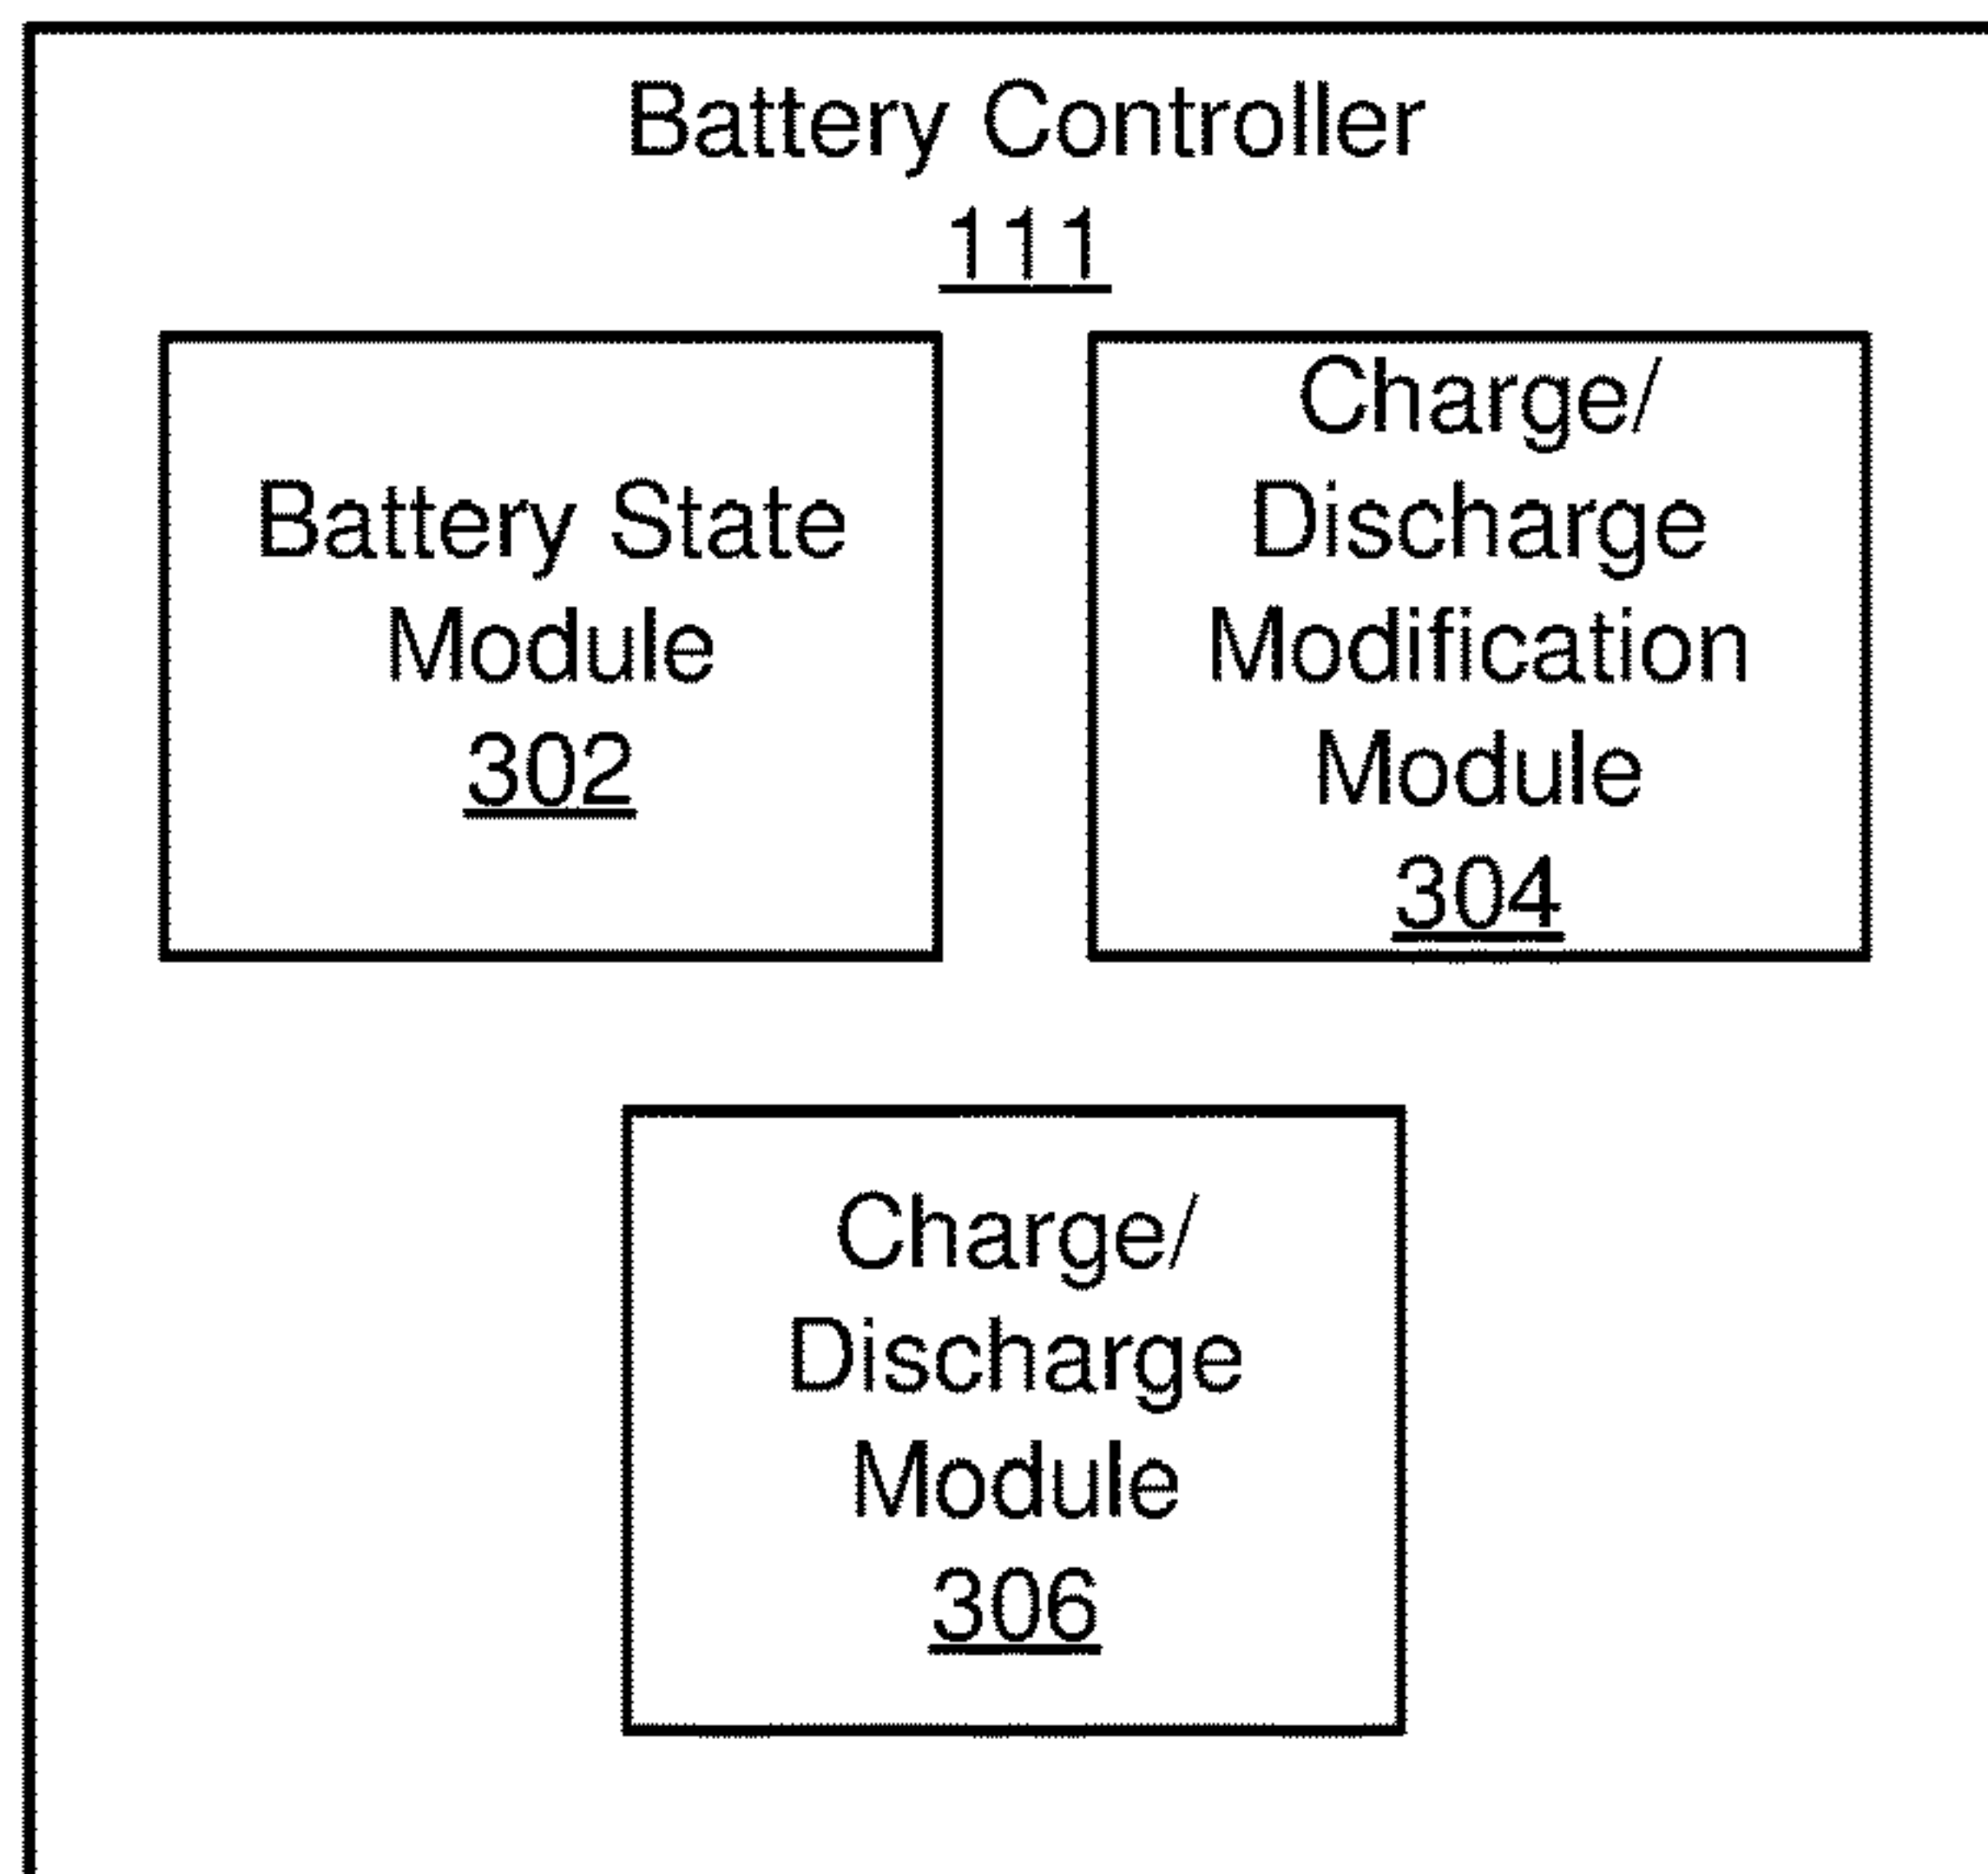 Battery Controller
111
Battery State
Module
302
Charge/
Discharge
Modification
Module
304
Charge/
Discharge
Module
306